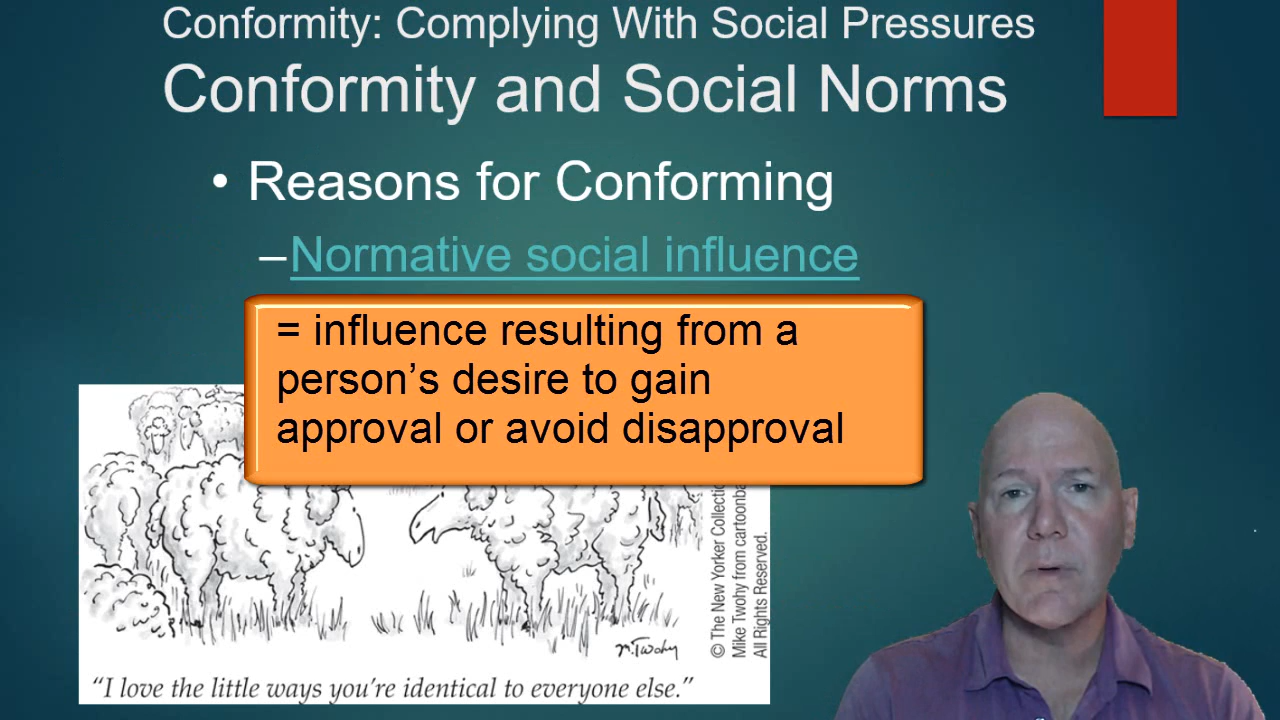 Conformity: Complying With Social Pressures
Conformity and Social Norms
• Reasons for Conforming
–Normative social influence
= influence resulting from a
person’s desire to gain
approval or avoid disapproval
© The New Yorker
Mike Twohy from
All Rights Reserved.
M. Twohy
“I love the little ways you’re identical to everyone else.”